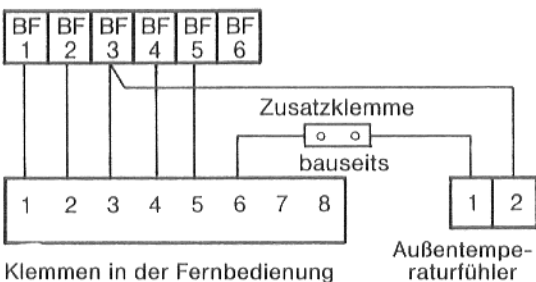 BF BF BF BF BF BF
1 2 3 4 5 6
Zusatzklemme
bauseits
1 2 3 4 5 6 7 8
1 2
Klemmen in der Fernbedienung
Außentempe-
raturfühler